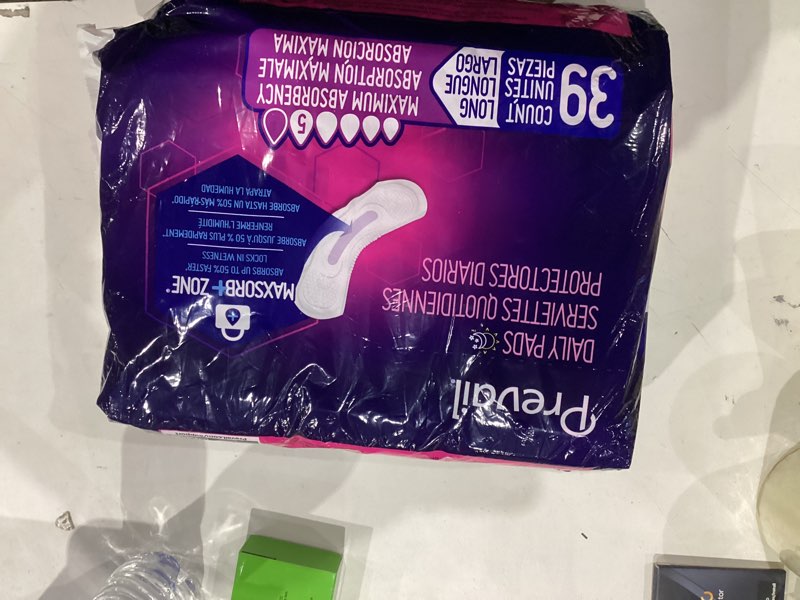 Prevail
DAILY PADS
SERVIETTES QUOTIDIENNES
PROTECTORES DIARIOS
MAXSORB+ ZONE*
ABSORBS UP TO 50% FASTER*
LOCKS IN WETNESS
ABSORBE JUSQU'À 50 % PLUS RAPIDEMENT*
RENFERME L'HUMIDITÉ
ABSORBE HASTA UN 50% MÁS RÁPIDO*
ATRAPA LA HUMEDAD
39
COUNT
UNITÉS
PIEZAS
LONG
LONGUE
LARGO
5
MAXIMUM ABSORBENCY
ABSORPTION MAXIMALE
ABSORCIÓN MÁXIMA